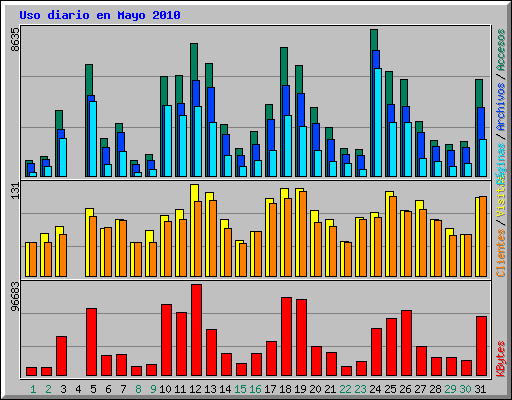 Uso diario en Mayo 2010
8635
131
96683
Clientes / Visitas
Páginas / Archivos / Accesos
KBytes
1 2 3 4 5 6 7 8 9 10 11 12 13 14 15 16 17 18 19 20 21 22 23 24 25 26 27 28 29 30 31